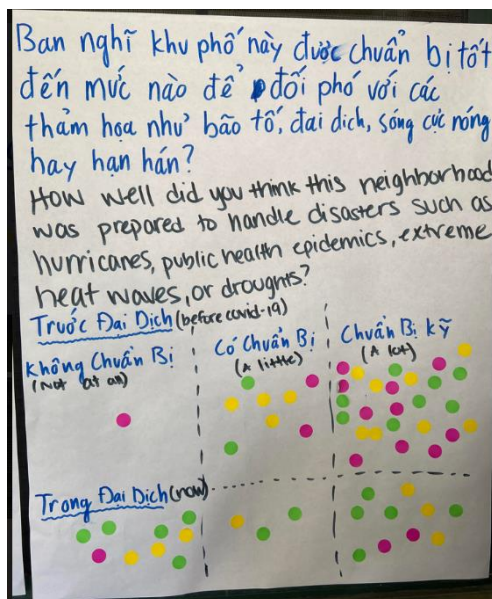 Bạn nghĩ khu phố này được chuẩn bị tốt
đến mức nào để đối phó với các
thảm họa như bão tố, đại dịch, sóng cực nóng
hay hạn hán?
How well did you think this neighborhood
was prepared to handle disasters such as
hurricanes, public health epidemics, extreme
heat waves, or droughts?
Trước Đại Dịch (before covid-19)
Không Chuẩn Bị
(Not at all)
Có Chuẩn Bị
(A little)
Chuẩn Bị kỹ
(A lot)
Trong Đại Dịch (now)